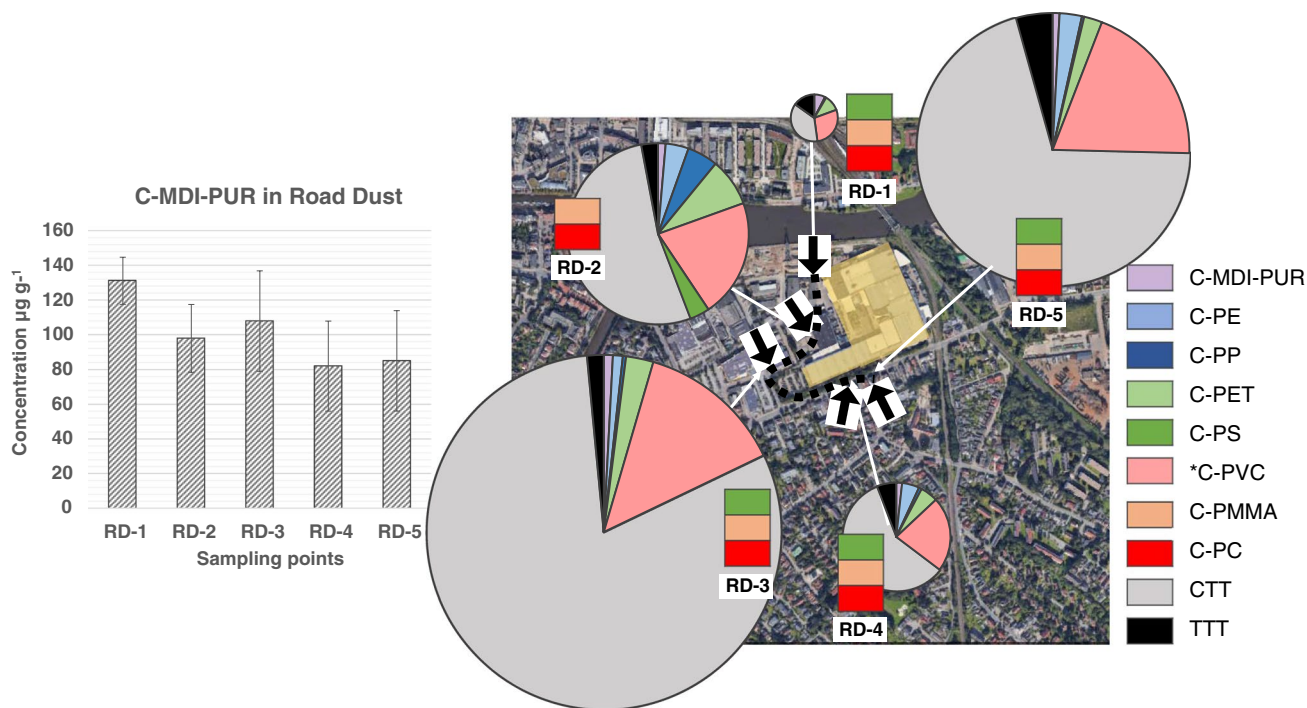 C-MDI-PUR in Road Dust
Concentration µg g-¹
160
140
120
100
80
60
40
20
0
RD-1
RD-2
RD-3
RD-4
RD-5
Sampling points
RD-1
RD-2
RD-5
RD-3
RD-4
C-MDI-PUR
C-PE
C-PP
C-PET
C-PS
*C-PVC
C-PMMA
C-PC
CTT
TTT